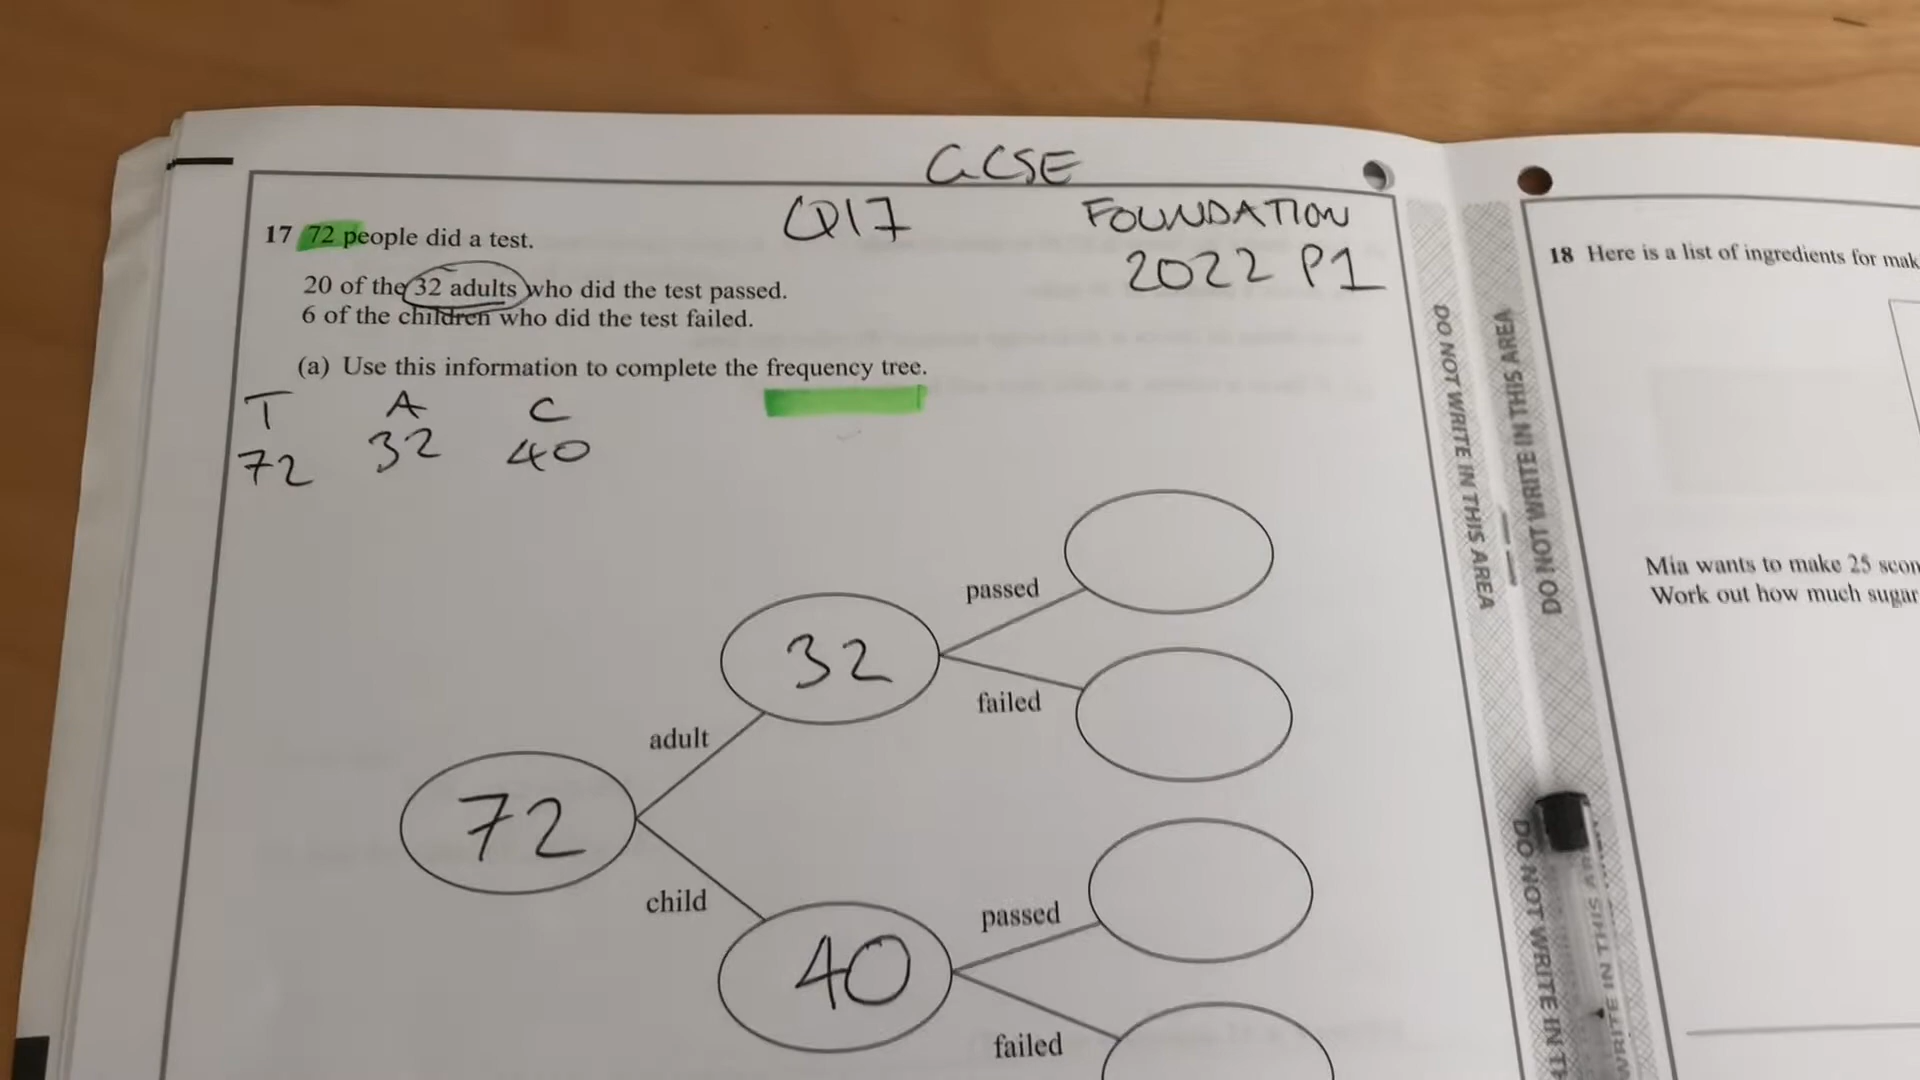 GCSE
Q17
FOUNDATION
2022 P1
17 72 people did a test.
20 of the 32 adults who did the test passed.
6 of the children who did the test failed.
(a) Use this information to complete the frequency tree.
T A C
72 32 40
passed
32
failed
adult
72
child
passed
40
failed
DO NOT WRITE IN THIS AREA
DO NOT WRITE IN THIS AREA
DO NOT WRITE IN TH
WRITE IN THIS AREA
18 Here is a list of ingredients for mak
Mia wants to make 25 scon
Work out how much sugar